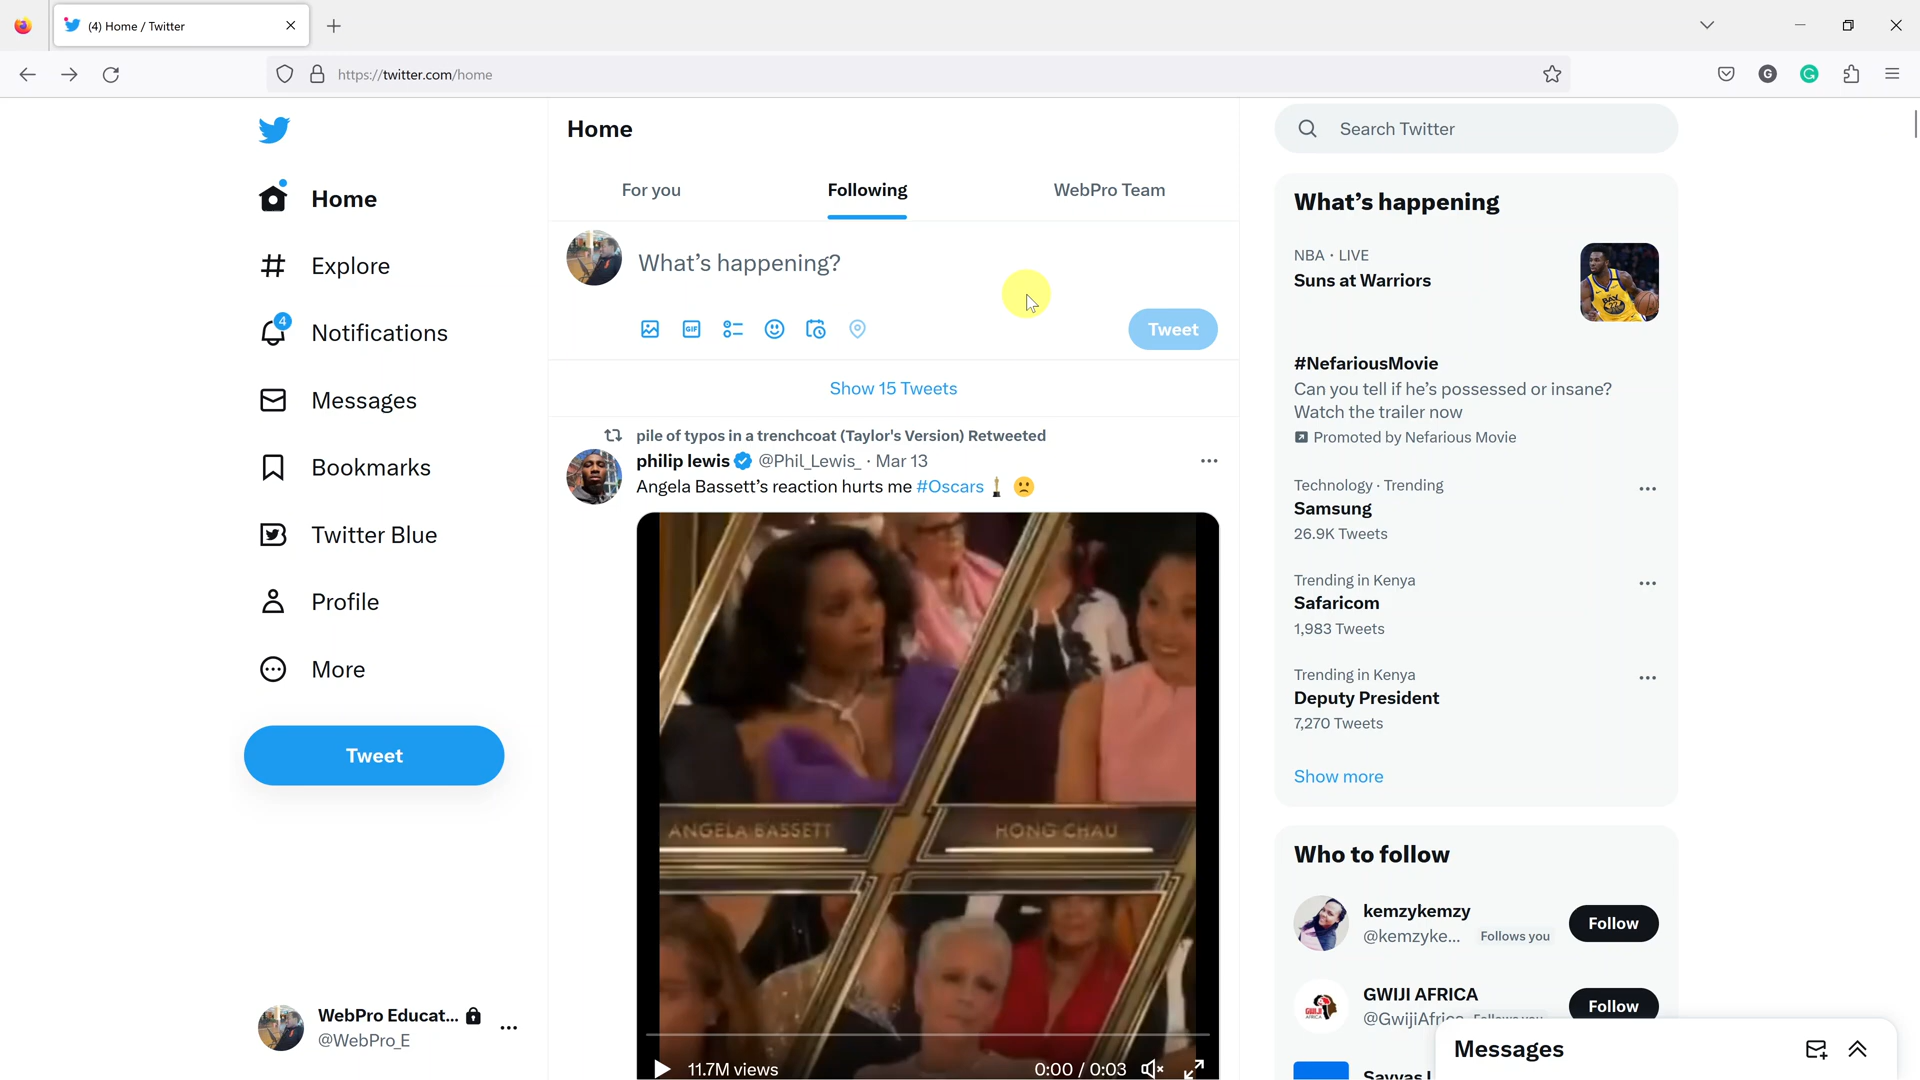 (4) Home / Twitter
https://twitter.com/home
Home
Explore
4
Notifications
Messages
Bookmarks
Twitter Blue
Profile
More
Tweet
WebPro Educat...
@WebPro_E
Home
For you
Following
WebPro Team
What's happening?
GIF
Tweet
Show 15 Tweets
pile of typos in a trenchcoat (Taylor's Version) Retweeted
philip lewis @Phil_Lewis_ · Mar 13
Angela Bassett's reaction hurts me #Oscars
ANGELA BASSETT
HONG CHAU
11.7M views
0:00 / 0:03
Search Twitter
What's happening
NBA · LIVE
Suns at Warriors
#NefariousMovie
Can you tell if he's possessed or insane?
Watch the trailer now
Promoted by Nefarious Movie
Technology · Trending
Samsung
26.9K Tweets
Trending in Kenya
Safaricom
1,983 Tweets
Trending in Kenya
Deputy President
7,270 Tweets
Show more
Who to follow
kemzykemzy
@kemzyke... Follows you
Follow
GWIJI AFRICA
@GwijiAfric...
Follow
Messages